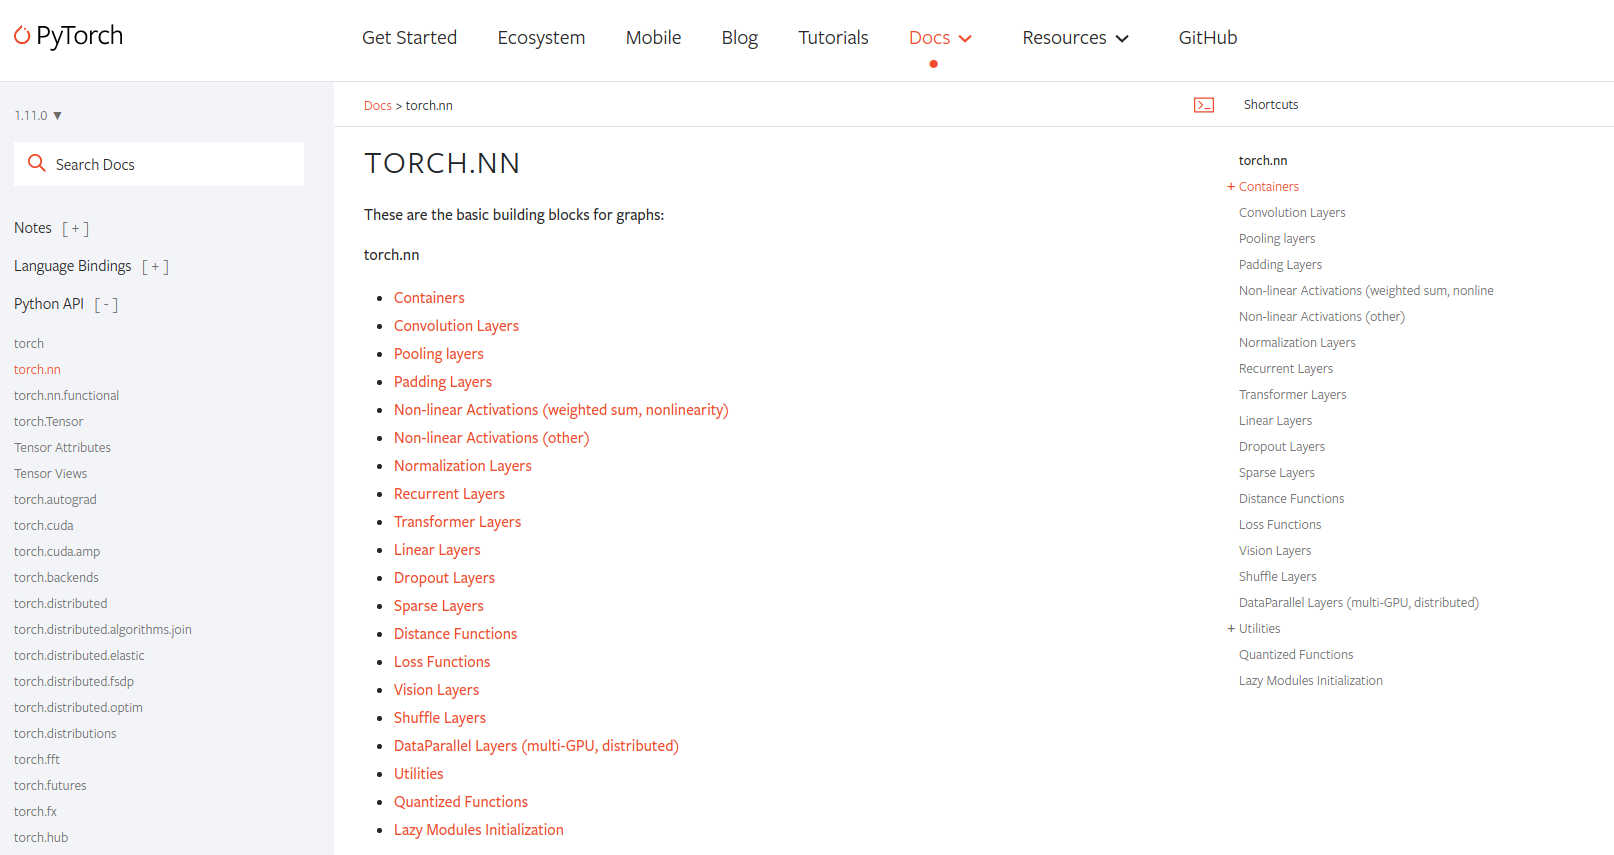 PyTorch
Get Started
Ecosystem
Mobile
Blog
Tutorials
Docs
Resources
GitHub
1.11.0 ▼
Search Docs
Notes [ + ]
Language Bindings [ + ]
Python API [ - ]
torch
torch.nn
torch.nn.functional
torch.Tensor
Tensor Attributes
Tensor Views
torch.autograd
torch.cuda
torch.cuda.amp
torch.backends
torch.distributed
torch.distributed.algorithms.join
torch.distributed.elastic
torch.distributed.fsdp
torch.distributed.optim
torch.distributions
torch.fft
torch.futures
torch.fx
torch.hub
Docs > torch.nn
TORCH.NN
These are the basic building blocks for graphs:
torch.nn
• Containers
• Convolution Layers
• Pooling layers
• Padding Layers
• Non-linear Activations (weighted sum, nonlinearity)
• Non-linear Activations (other)
• Normalization Layers
• Recurrent Layers
• Transformer Layers
• Linear Layers
• Dropout Layers
• Sparse Layers
• Distance Functions
• Loss Functions
• Vision Layers
• Shuffle Layers
• DataParallel Layers (multi-GPU, distributed)
• Utilities
• Quantized Functions
• Lazy Modules Initialization
Shortcuts
torch.nn
+ Containers
Convolution Layers
Pooling layers
Padding Layers
Non-linear Activations (weighted sum, nonline
Non-linear Activations (other)
Normalization Layers
Recurrent Layers
Transformer Layers
Linear Layers
Dropout Layers
Sparse Layers
Distance Functions
Loss Functions
Vision Layers
Shuffle Layers
DataParallel Layers (multi-GPU, distributed)
+ Utilities
Quantized Functions
Lazy Modules Initialization